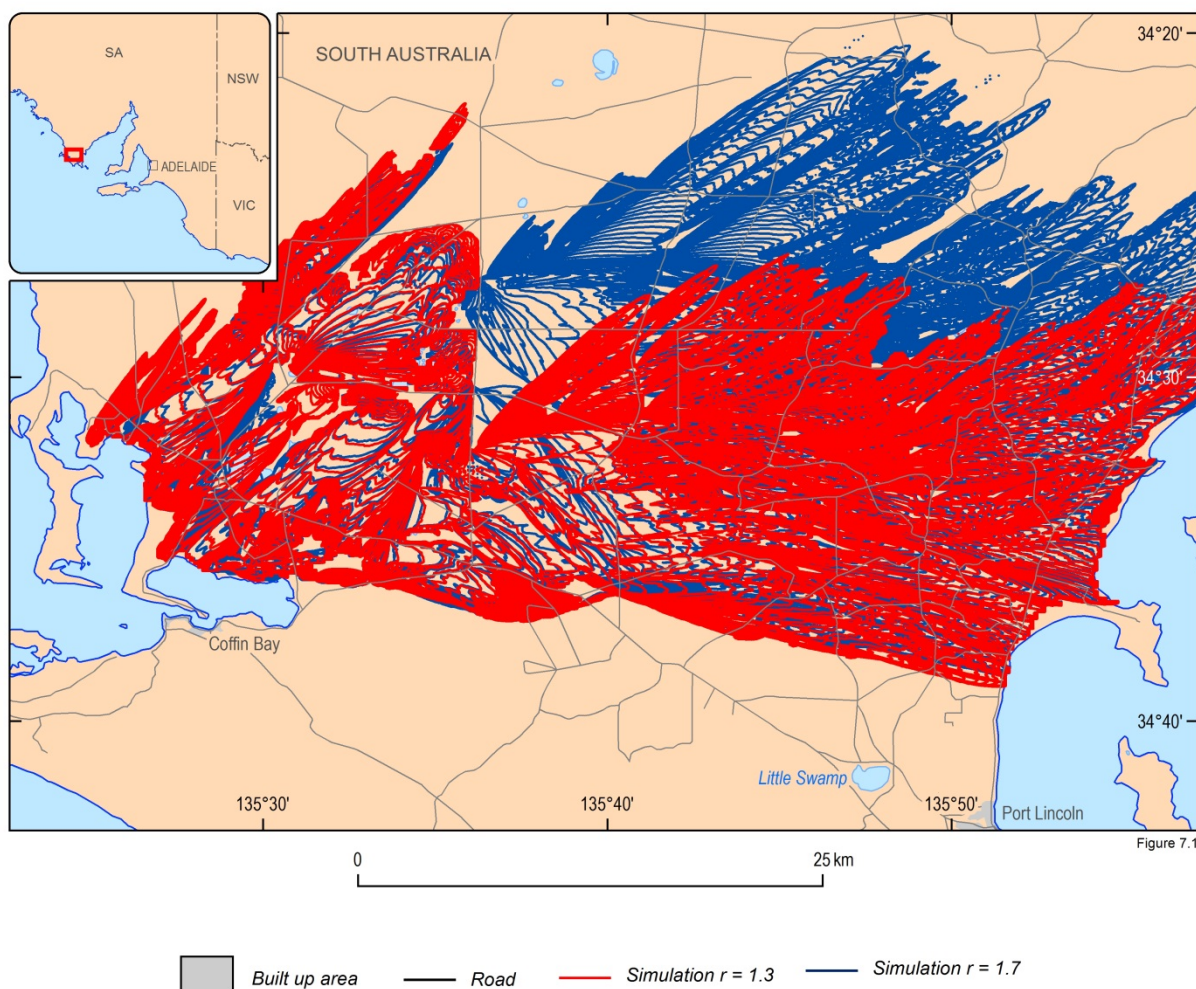 SA
NSW
ADELAIDE
VIC
SOUTH AUSTRALIA
34°20'
34°30'
Coffin Bay
34°40'
Little Swamp
135°30'
135°40'
135°50'
Port Lincoln
Figure 7.1
0
25 km
Built up area
Road
Simulation r = 1.3
Simulation r = 1.7